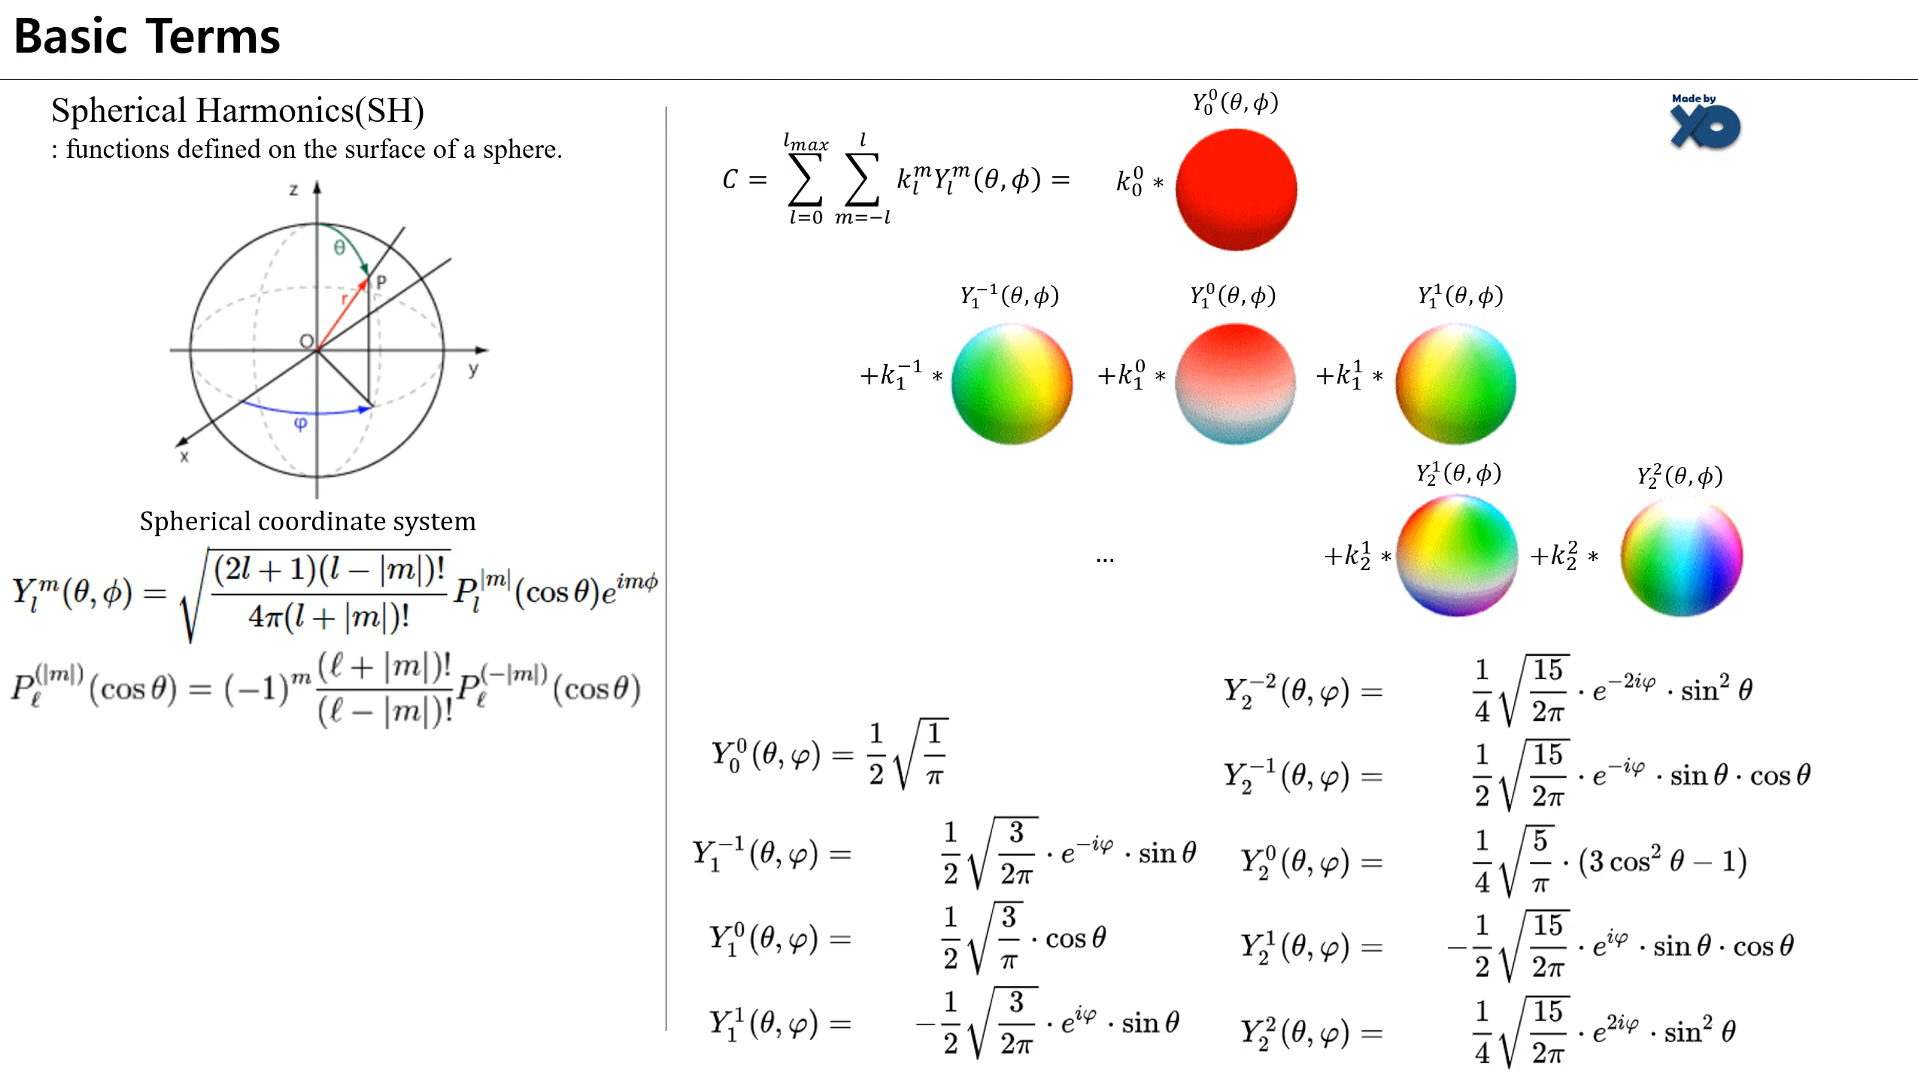 Basic Terms
Spherical Harmonics(SH)
: functions defined on the surface of a sphere.
z
θ
P
r
O
y
φ
x
Spherical coordinate system
Y_l^m(θ, ϕ) = √((2l + 1)(l − |m|)! / 4π(l + |m|)!) P_l^{|m|}(cos θ)e^{imϕ}
P_ℓ^{(|m|)}(cos θ) = (−1)^m (ℓ + |m|)! / (ℓ − |m|)! P_ℓ^{(−|m|)}(cos θ)
Made by
XO
C = ∑_{l=0}^{l_{max}} ∑_{m=−l}^{l} k_l^m Y_l^m(θ, ϕ) = k_0^0 *
Y_0^0(θ, ϕ)
Y_1^{−1}(θ, ϕ) Y_1^0(θ, ϕ) Y_1^1(θ, ϕ)
+k_1^{−1} * +k_1^0 * +k_1^1 *
Y_2^1(θ, ϕ) Y_2^2(θ, ϕ)
... +k_2^1 * +k_2^2 *
Y_0^0(θ, φ) = 1/2 √(1/π)
Y_1^{−1}(θ, φ) = 1/2 √(3/2π) · e^{−iφ} · sin θ
Y_1^0(θ, φ) = 1/2 √(3/π) · cos θ
Y_1^1(θ, φ) = −1/2 √(3/2π) · e^{iφ} · sin θ
Y_2^{−2}(θ, φ) = 1/4 √(15/2π) · e^{−2iφ} · sin² θ
Y_2^{−1}(θ, φ) = 1/2 √(15/2π) · e^{−iφ} · sin θ · cos θ
Y_2^0(θ, φ) = 1/4 √(5/π) · (3 cos² θ − 1)
Y_2^1(θ, φ) = −1/2 √(15/2π) · e^{iφ} · sin θ · cos θ
Y_2^2(θ, φ) = 1/4 √(15/2π) · e^{2iφ} · sin² θ